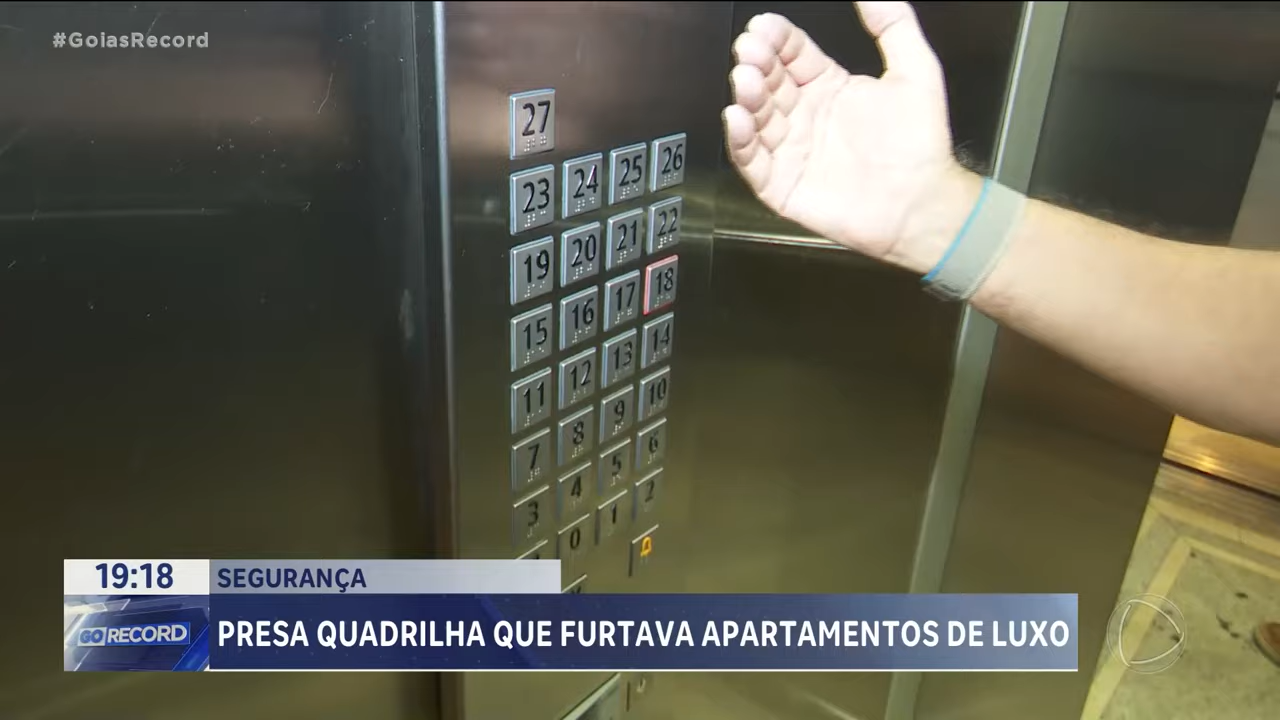 #GoiasRecord
27
23 24 25 26
19 20 21 22
15 16 17 18
11 12 13 14
7 8 9 10
3 4 5 6
0 1 2
19:18 SEGURANÇA
GO RECORD
PRESA QUADRILHA QUE FURTAVA APARTAMENTOS DE LUXO